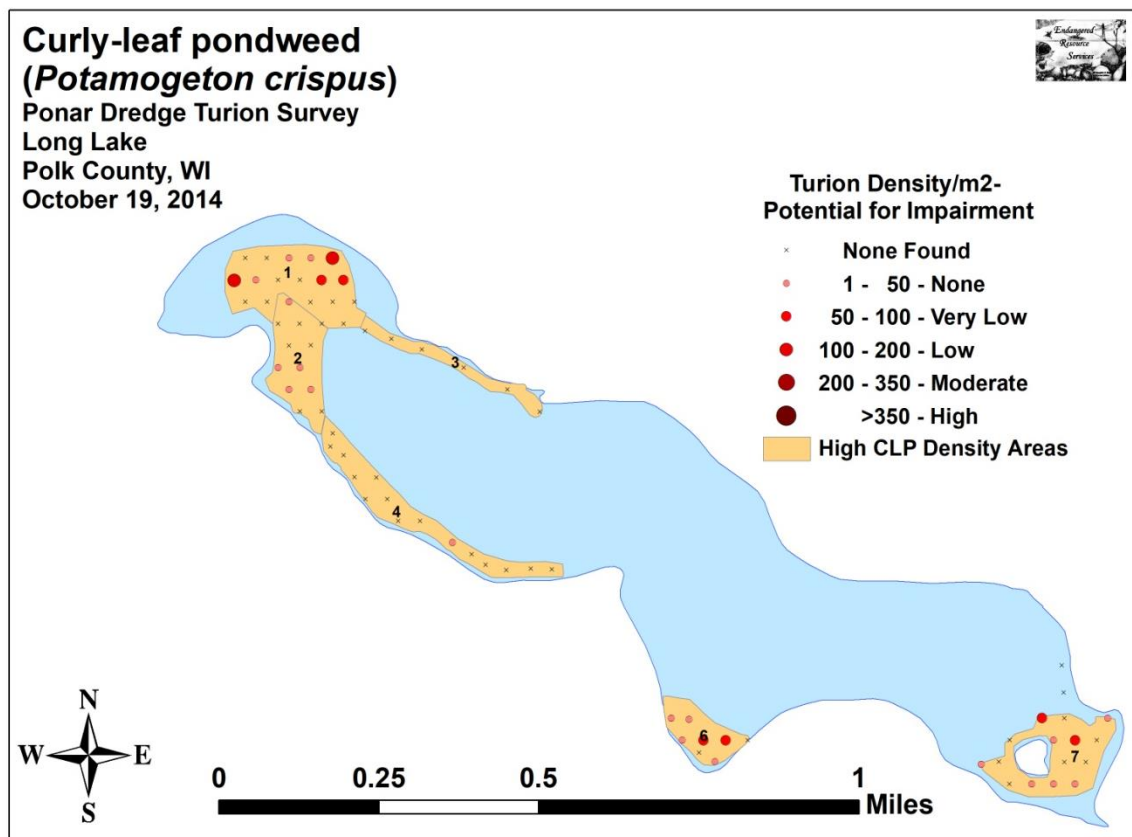 Curly-leaf pondweed
(Potamogeton crispus)
Ponar Dredge Turion Survey
Long Lake
Polk County, WI
October 19, 2014
Endangered
Resource
Services
Turion Density/m2-
Potential for Impairment
None Found
1 - 50 - None
50 - 100 - Very Low
100 - 200 - Low
200 - 350 - Moderate
>350 - High
High CLP Density Areas
1
2
3
4
6
7
N
W E
S
0 0.25 0.5 1
Miles